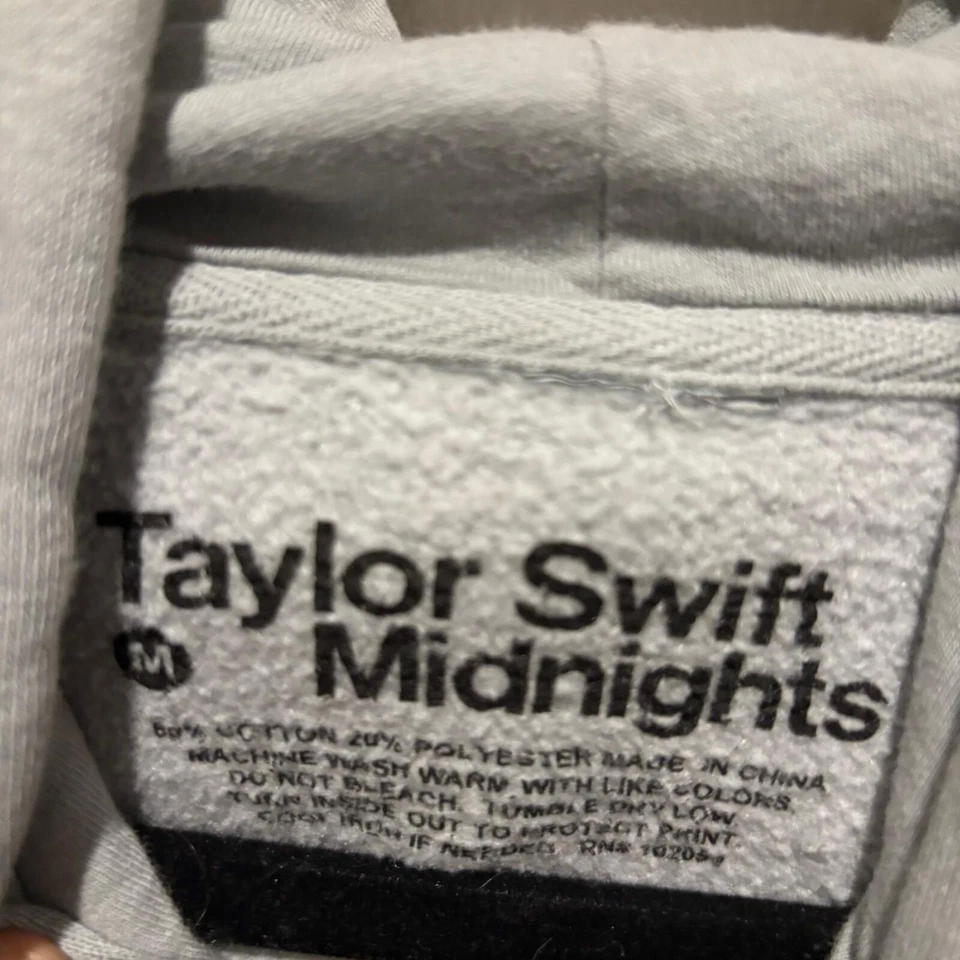 Taylor Swift
M Midnights
COTTON 20% POLYESTER MADE IN CHINA
MACHINE WASH WARM WITH LIKE COLORS.
DO NOT BLEACH. TUMBLE DRY LOW.
TURN INSIDE OUT TO PROTECT PRINT.
COOL IRON IF NEEDED. RN#